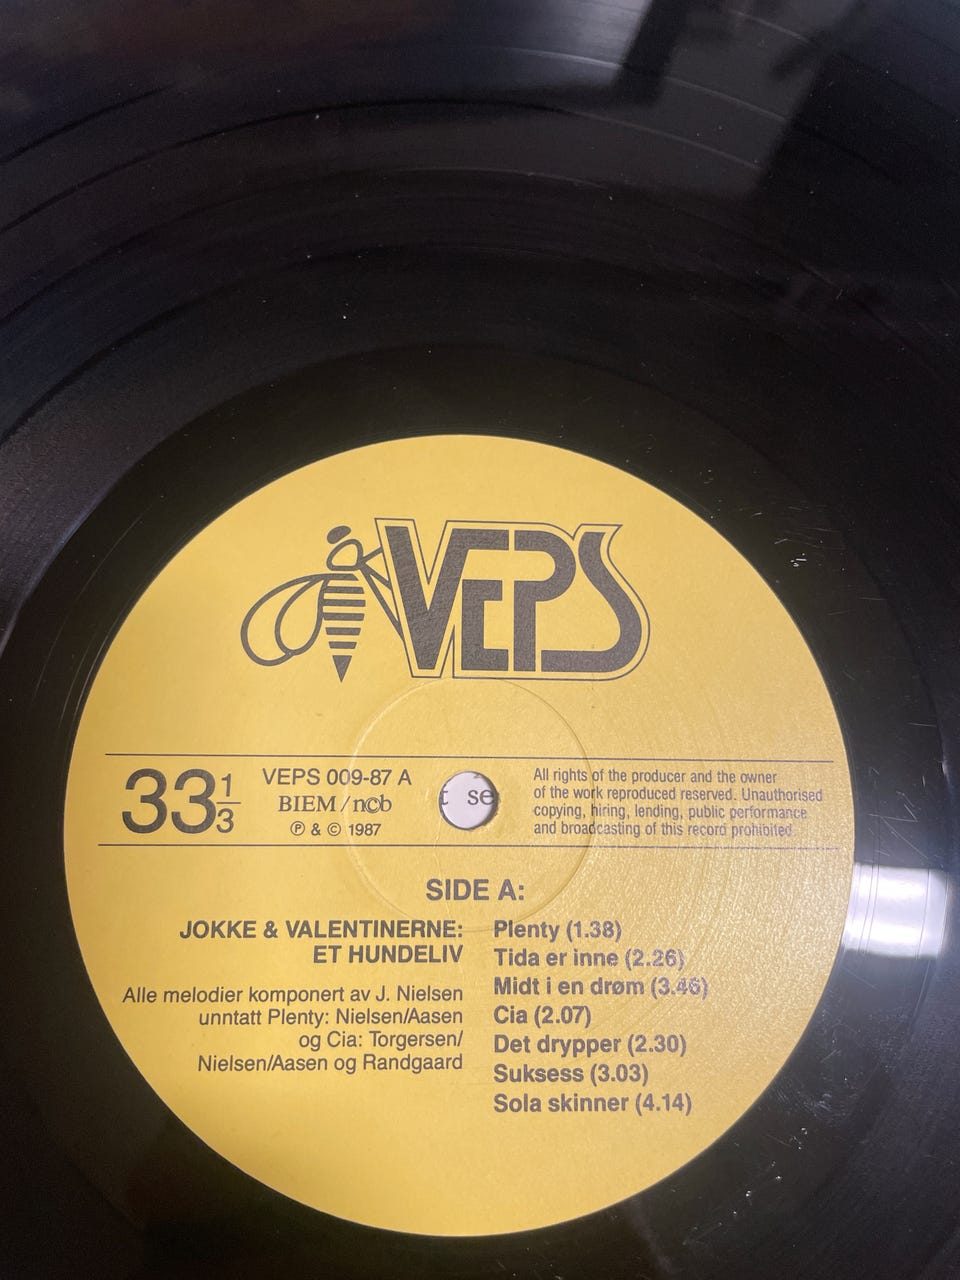 VEPS
33 1/3
VEPS 009-87 A
BIEM/n©b
Ⓟ & © 1987
t se
All rights of the producer and the owner
of the work reproduced reserved. Unauthorised
copying, hiring, lending, public performance
and broadcasting of this record prohibited.
SIDE A:
JOKKE & VALENTINERNE:
ET HUNDELIV
Alle melodier komponert av J. Nielsen
unntatt Plenty: Nielsen/Aasen
og Cia: Torgersen/
Nielsen/Aasen og Randgaard
Plenty (1.38)
Tida er inne (2.26)
Midt i en drøm (3.46)
Cia (2.07)
Det drypper (2.30)
Suksess (3.03)
Sola skinner (4.14)